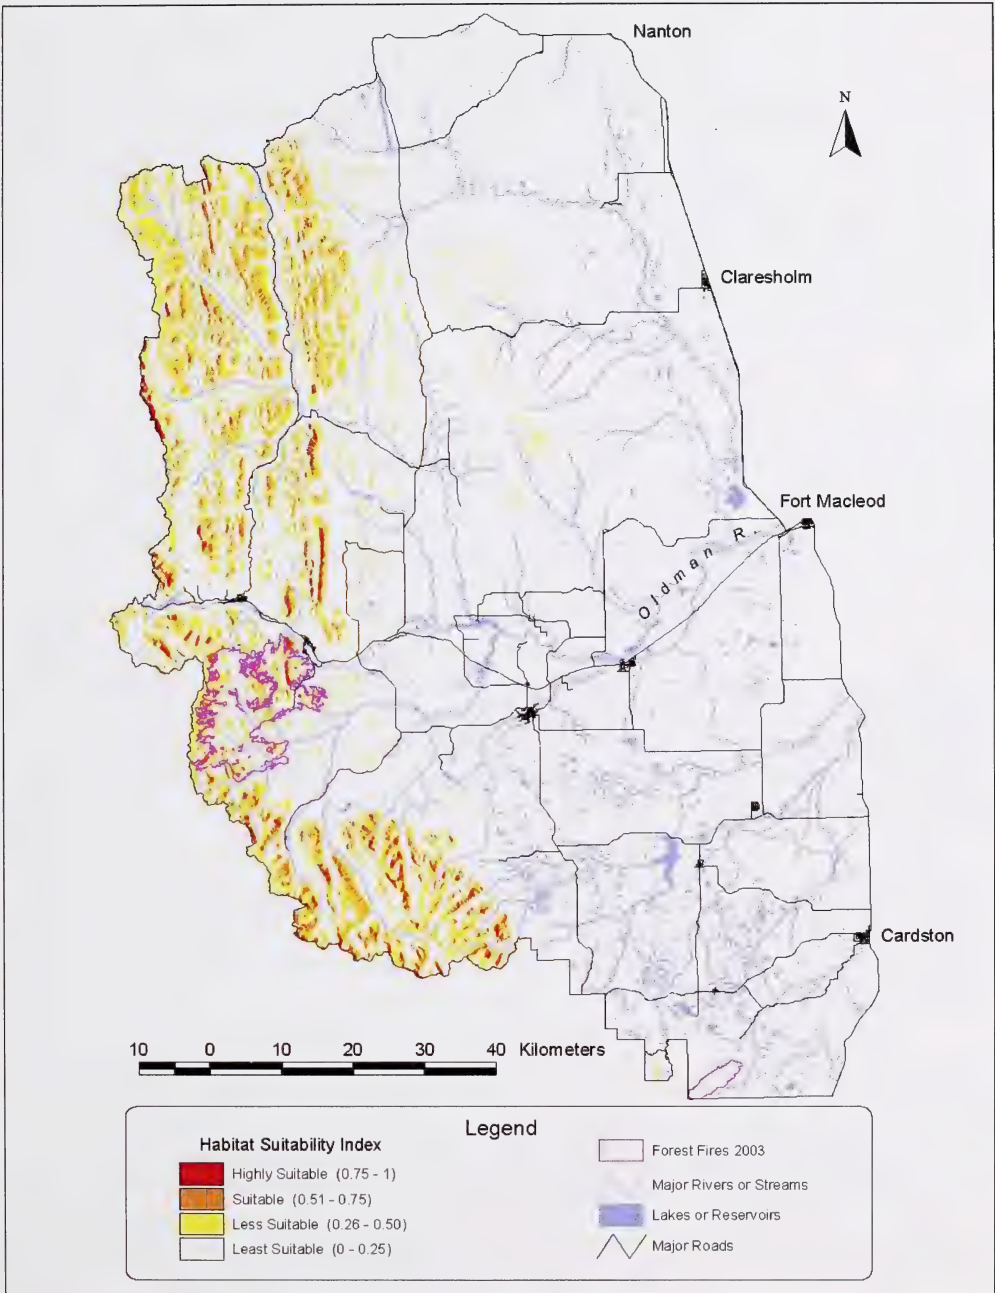 Nanton
N
Claresholm
Fort Macleod
Oldman R.
Cardston
10 0 10 20 30 40 Kilometers
Legend
Habitat Suitability Index
Highly Suitable (0.75 - 1)
Suitable (0.51 - 0.75)
Less Suitable (0.26 - 0.50)
Least Suitable (0 - 0.25)
Forest Fires 2003
Major Rivers or Streams
Lakes or Reservoirs
Major Roads